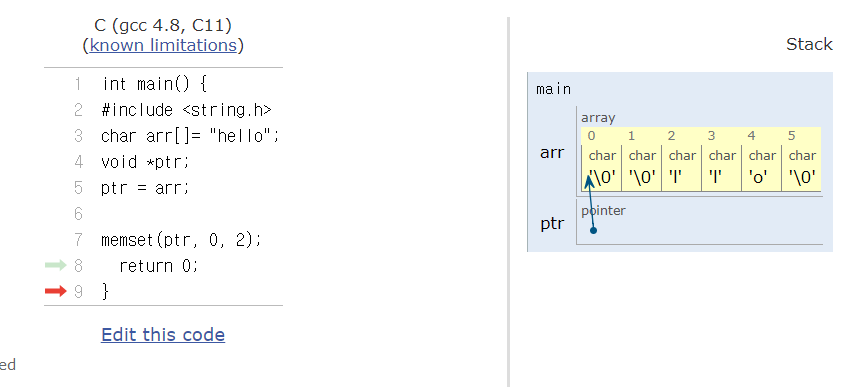 C (gcc 4.8, C11)
(known limitations)
1 int main() {
2 #include <string.h>
3 char arr[]= "hello";
4 void *ptr;
5 ptr = arr;
6
7 memset(ptr, 0, 2);
8 return 0;
9 }
Edit this code
ed
Stack
main
array
0 1 2 3 4 5
arr
char char char char char char
'\0' '\0' 'l' 'l' 'o' '\0'
pointer
ptr